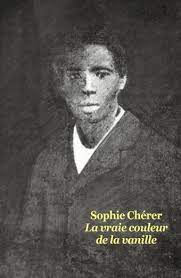 Sophie Chérer
La vraie couleur
de la vanille